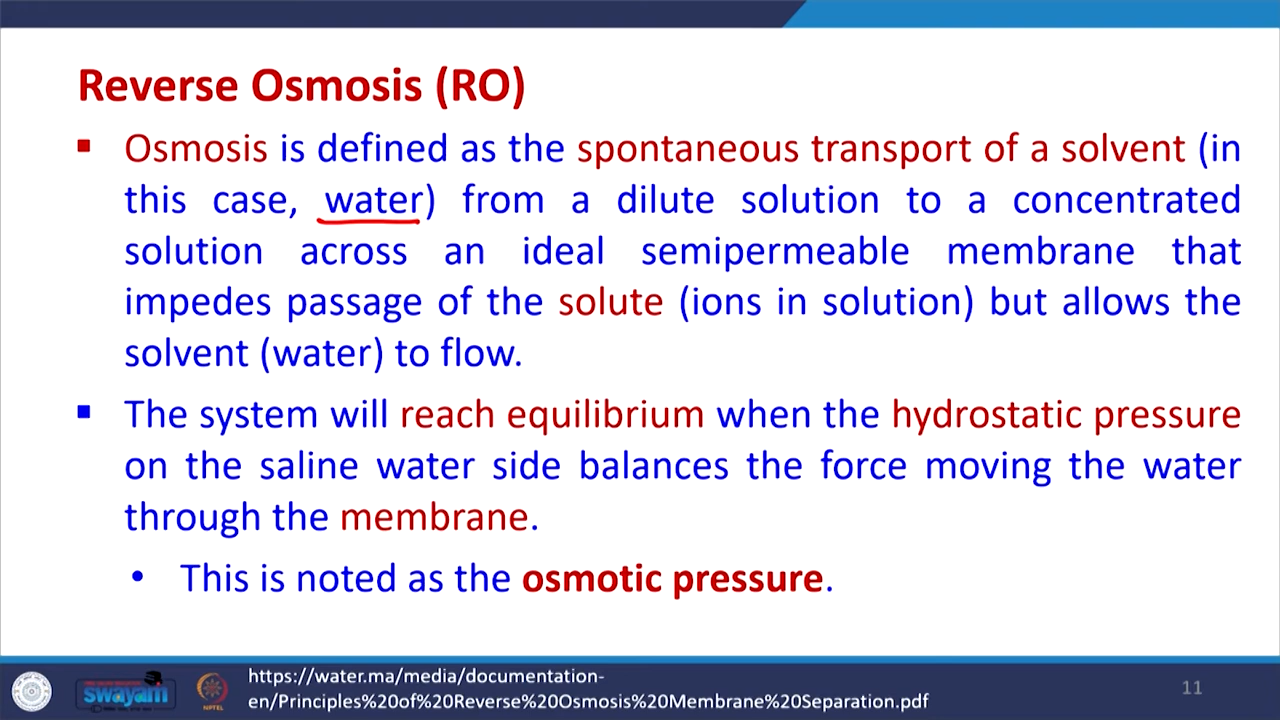 Reverse Osmosis (RO)
▪ Osmosis is defined as the spontaneous transport of a solvent (in
this case, water) from a dilute solution to a concentrated
solution across an ideal semipermeable membrane that
impedes passage of the solute (ions in solution) but allows the
solvent (water) to flow.
▪ The system will reach equilibrium when the hydrostatic pressure
on the saline water side balances the force moving the water
through the membrane.
• This is noted as the osmotic pressure.
https://water.ma/media/documentation-
en/Principles%20of%20Reverse%20Osmosis%20Membrane%20Separation.pdf
swayam
NPTEL
11